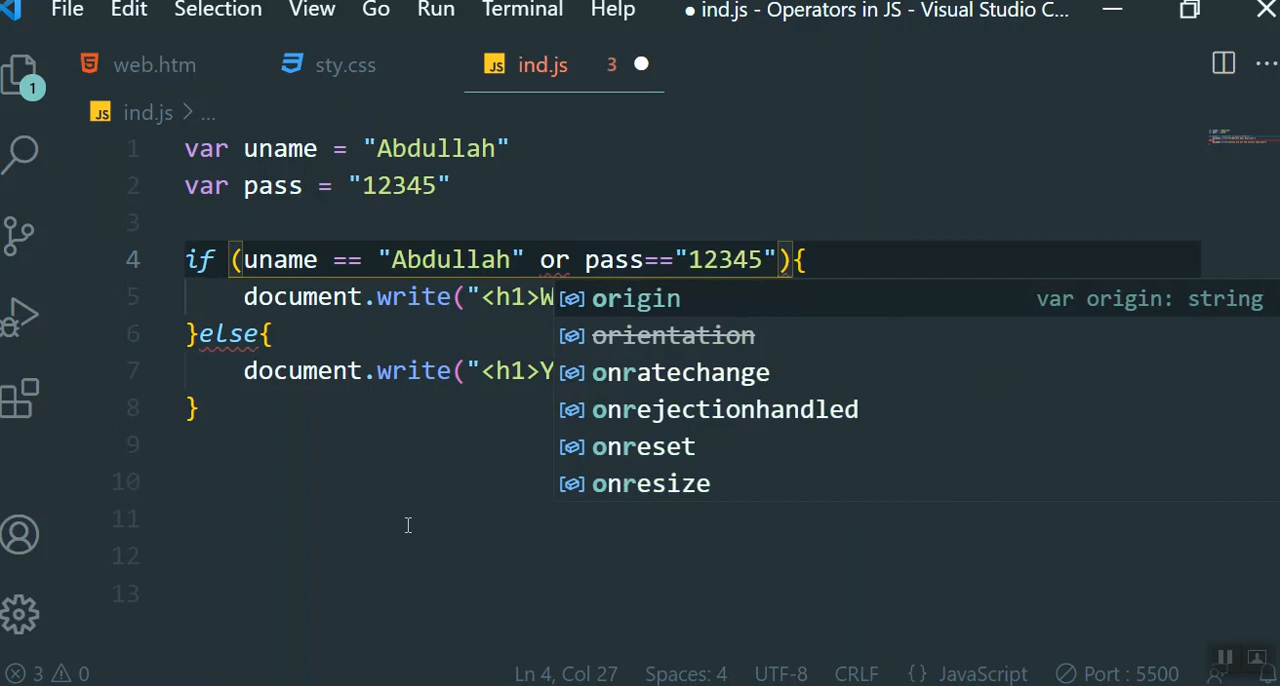 File Edit Selection View Go Run Terminal Help ● ind.js - Operators in JS - Visual Studio C...
web.htm sty.css JS ind.js 3
1
JS ind.js > ...
1 var uname = "Abdullah"
2 var pass = "12345"
3
4 if (uname == "Abdullah" or pass=="12345"){
5 document.write("<h1>W
origin var origin: string
6 }else{
orientation
7 document.write("<h1>Y
onratechange
8 }
onrejectionhandled
9
onreset
10
onresize
11
12
13
3 0 Ln 4, Col 27 Spaces: 4 UTF-8 CRLF {} JavaScript Port : 5500